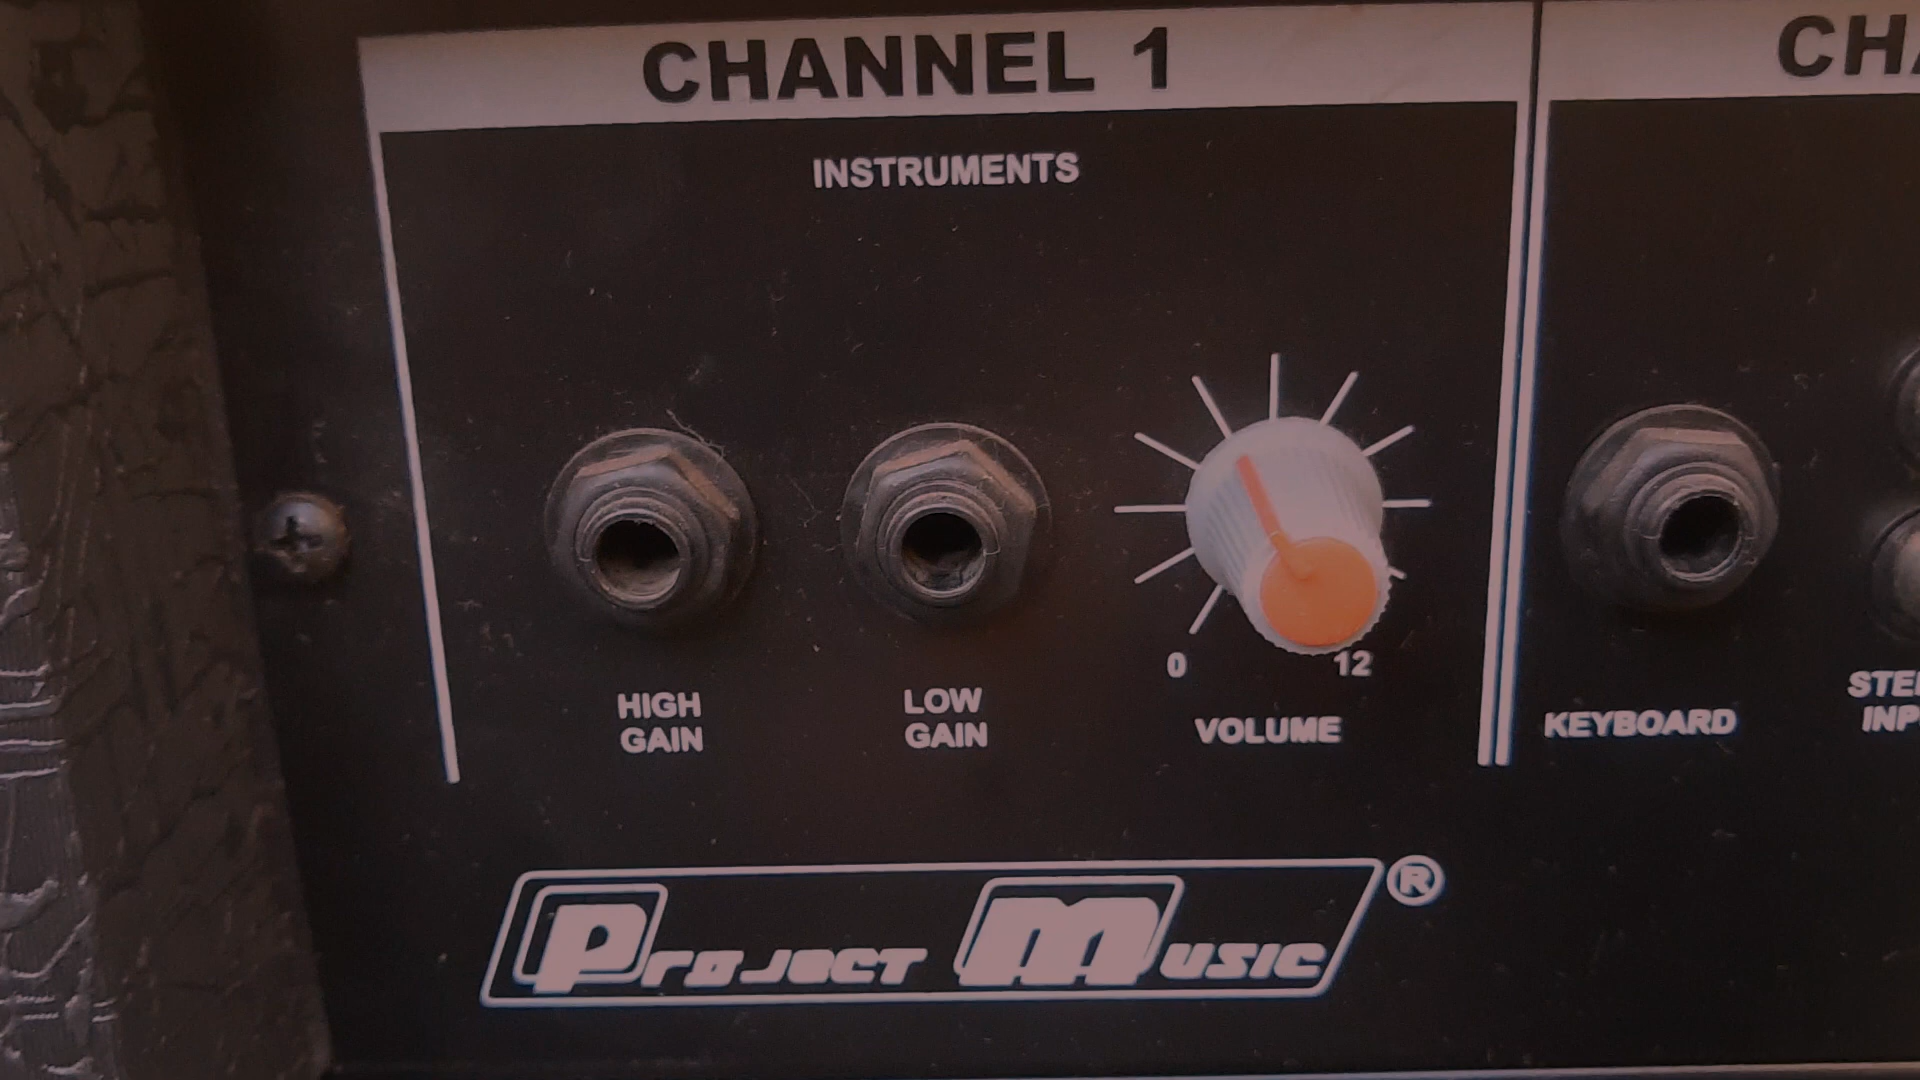 CHANNEL 1
INSTRUMENTS
HIGH
GAIN
LOW
GAIN
0
12
VOLUME
KEYBOARD
Project Music ®